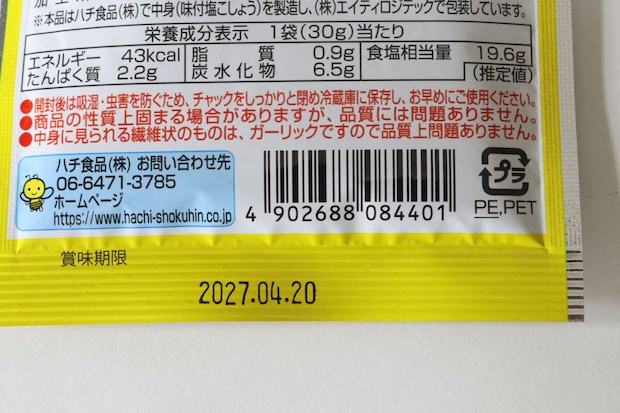 ※本品はハチ食品(株)で中身(味付塩こしょう)を製造し、(株)エイティロジテックで包装しています。
栄養成分表示 1袋(30g)当たり
エネルギー 43kcal 脂質 0.9g 食塩相当量 19.6g
たんぱく質 2.2g 炭水化物 6.5g (推定値)
●開封後は吸湿・虫害を防ぐため、チャックをしっかりと閉め冷蔵庫に保存し、お早めにご使用ください。
●商品の性質上固まる場合がありますが、品質には問題ありません。
●中身に見られる繊維状のものは、ガーリックですので品質上問題ありません。
ハチ食品(株) お問い合わせ先
06-6471-3785
ホームページ
https://www.hachi-shokuhin.co.jp
4 902688 084401
プラ
PE,PET
賞味期限
2027.04.20